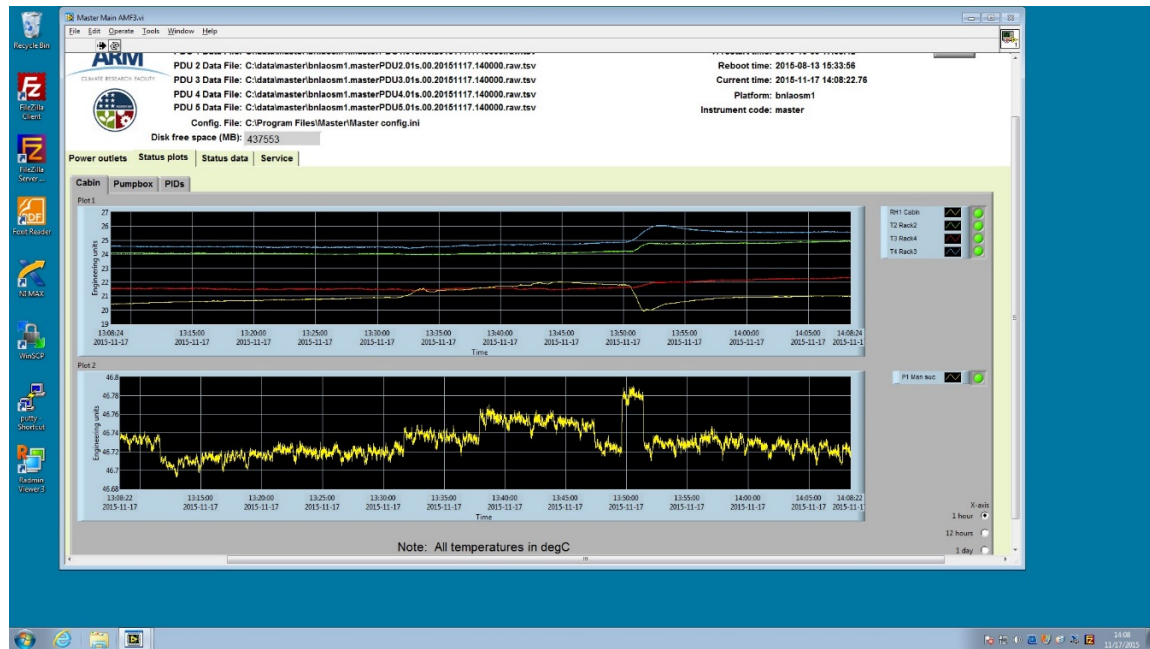 Master Main AMF3.vi
File Edit Operate Tools Window Help
ARM
CLIMATE RESEARCH FACILITY
PDU 2 Data File: C:\data\master\bnlaosm1.masterPDU2.01s.00.20151117.140000.raw.tsv
PDU 3 Data File: C:\data\master\bnlaosm1.masterPDU3.01s.00.20151117.140000.raw.tsv
PDU 4 Data File: C:\data\master\bnlaosm1.masterPDU4.01s.00.20151117.140000.raw.tsv
PDU 5 Data File: C:\data\master\bnlaosm1.masterPDU5.01s.00.20151117.140000.raw.tsv
Config. File: C:\Program Files\Master\Master config.ini
Disk free space (MB): 437553
Reboot time: 2015-08-13 15:33:56
Current time: 2015-11-17 14:08:22.76
Platform: bnlaosm1
Instrument code: master
Power outlets Status plots Status data Service
Cabin Pumpbox PIDs
Plot 1
Engineering units
27
26
25
24
23
22
21
20
19
13:08:24 13:15:00 13:20:00 13:25:00 13:30:00 13:35:00 13:40:00 13:45:00 13:50:00 13:55:00 14:00:00 14:05:00 14:08:24
2015-11-17 2015-11-17 2015-11-17 2015-11-17 2015-11-17 2015-11-17 2015-11-17 2015-11-17 2015-11-17 2015-11-17 2015-11-17 2015-11-17 2015-11-1
Time
RH1 Cabin
T2 Rack2
T3 Rack4
T4 Rack3
Plot 2
Engineering units
46.8
46.78
46.76
46.74
46.72
46.7
46.68
13:08:22 13:15:00 13:20:00 13:25:00 13:30:00 13:35:00 13:40:00 13:45:00 13:50:00 13:55:00 14:00:00 14:05:00 14:08:22
2015-11-17 2015-11-17 2015-11-17 2015-11-17 2015-11-17 2015-11-17 2015-11-17 2015-11-17 2015-11-17 2015-11-17 2015-11-17 2015-11-17 2015-11-1
Time
P1 Man suc
X-axis
1 hour
12 hours
1 day
Note: All temperatures in degC
Recycle Bin
FileZilla
Client
FileZilla
Server...
Foxit Reader
NI MAX
WinSCP
putty -
Shortcut
Radmin
Viewer 3
14:08
11/17/2015